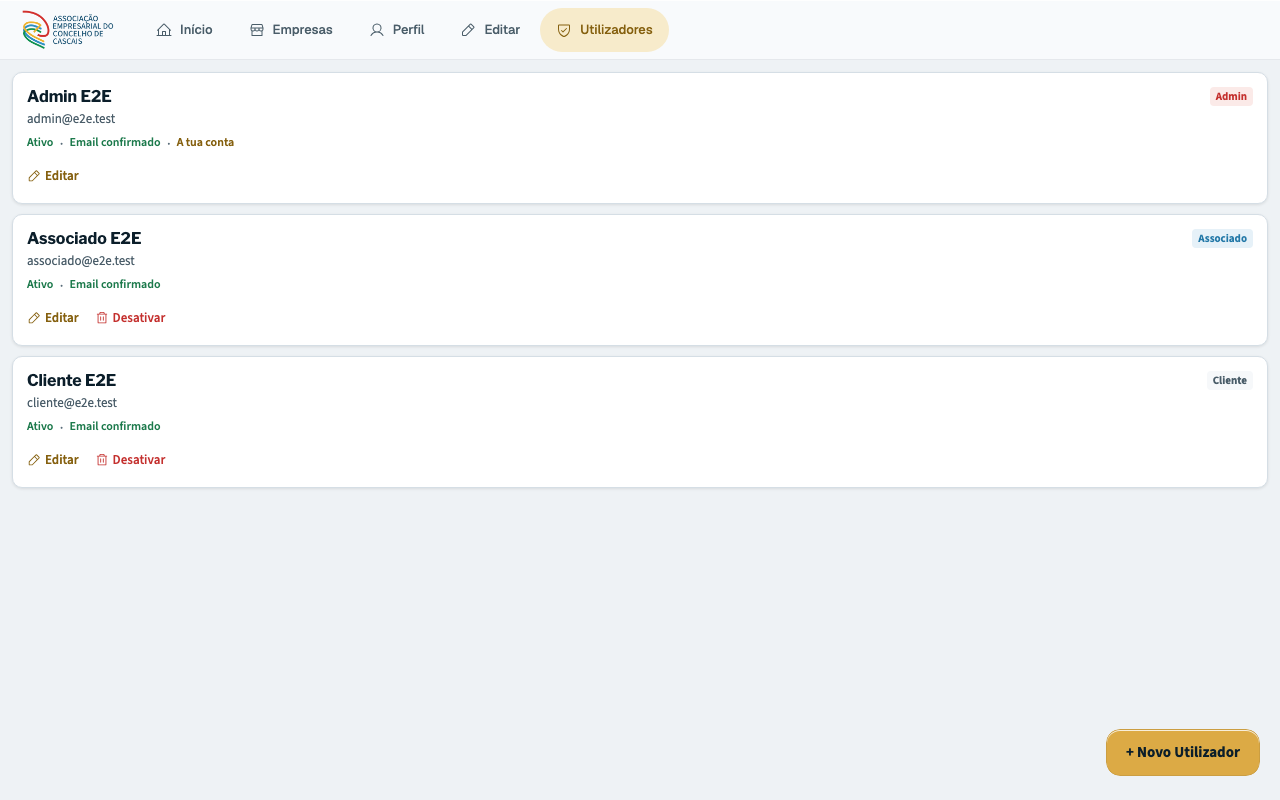 ASSOCIAÇÃO
EMPRESARIAL DO
CONCELHO DE
CASCAIS
Início
Empresas
Perfil
Editar
Utilizadores
Admin E2E
Admin
admin@e2e.test
Ativo · Email confirmado · A tua conta
Editar
Associado E2E
Associado
associado@e2e.test
Ativo · Email confirmado
Editar
Desativar
Cliente E2E
Cliente
cliente@e2e.test
Ativo · Email confirmado
Editar
Desativar
+ Novo Utilizador